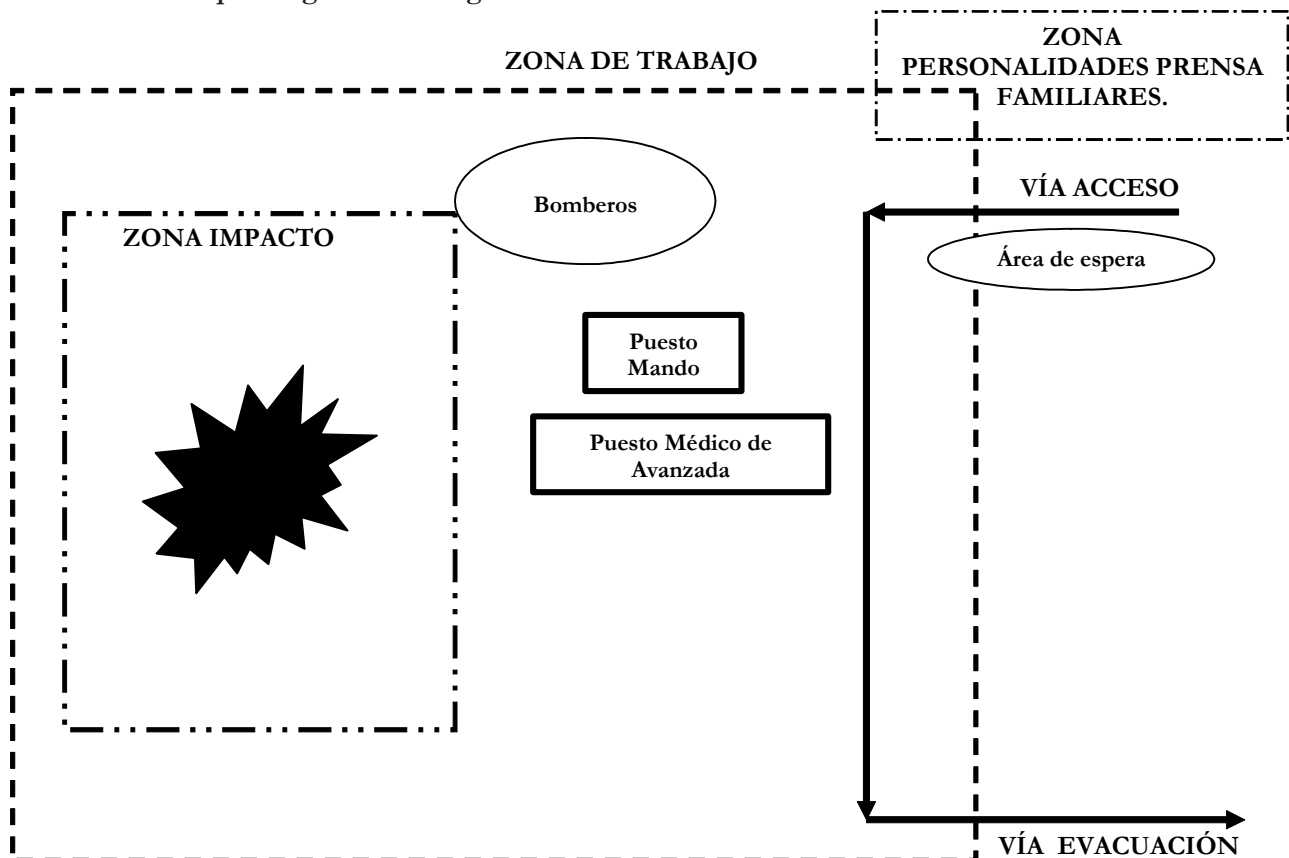 ZONA
PERSONALIDADES PRENSA
FAMILIARES.
ZONA DE TRABAJO
VÍA ACCESO
Bomberos
ZONA IMPACTO
Área de espera
Puesto
Mando
Puesto Médico de
Avanzada
VÍA EVACUACIÓN